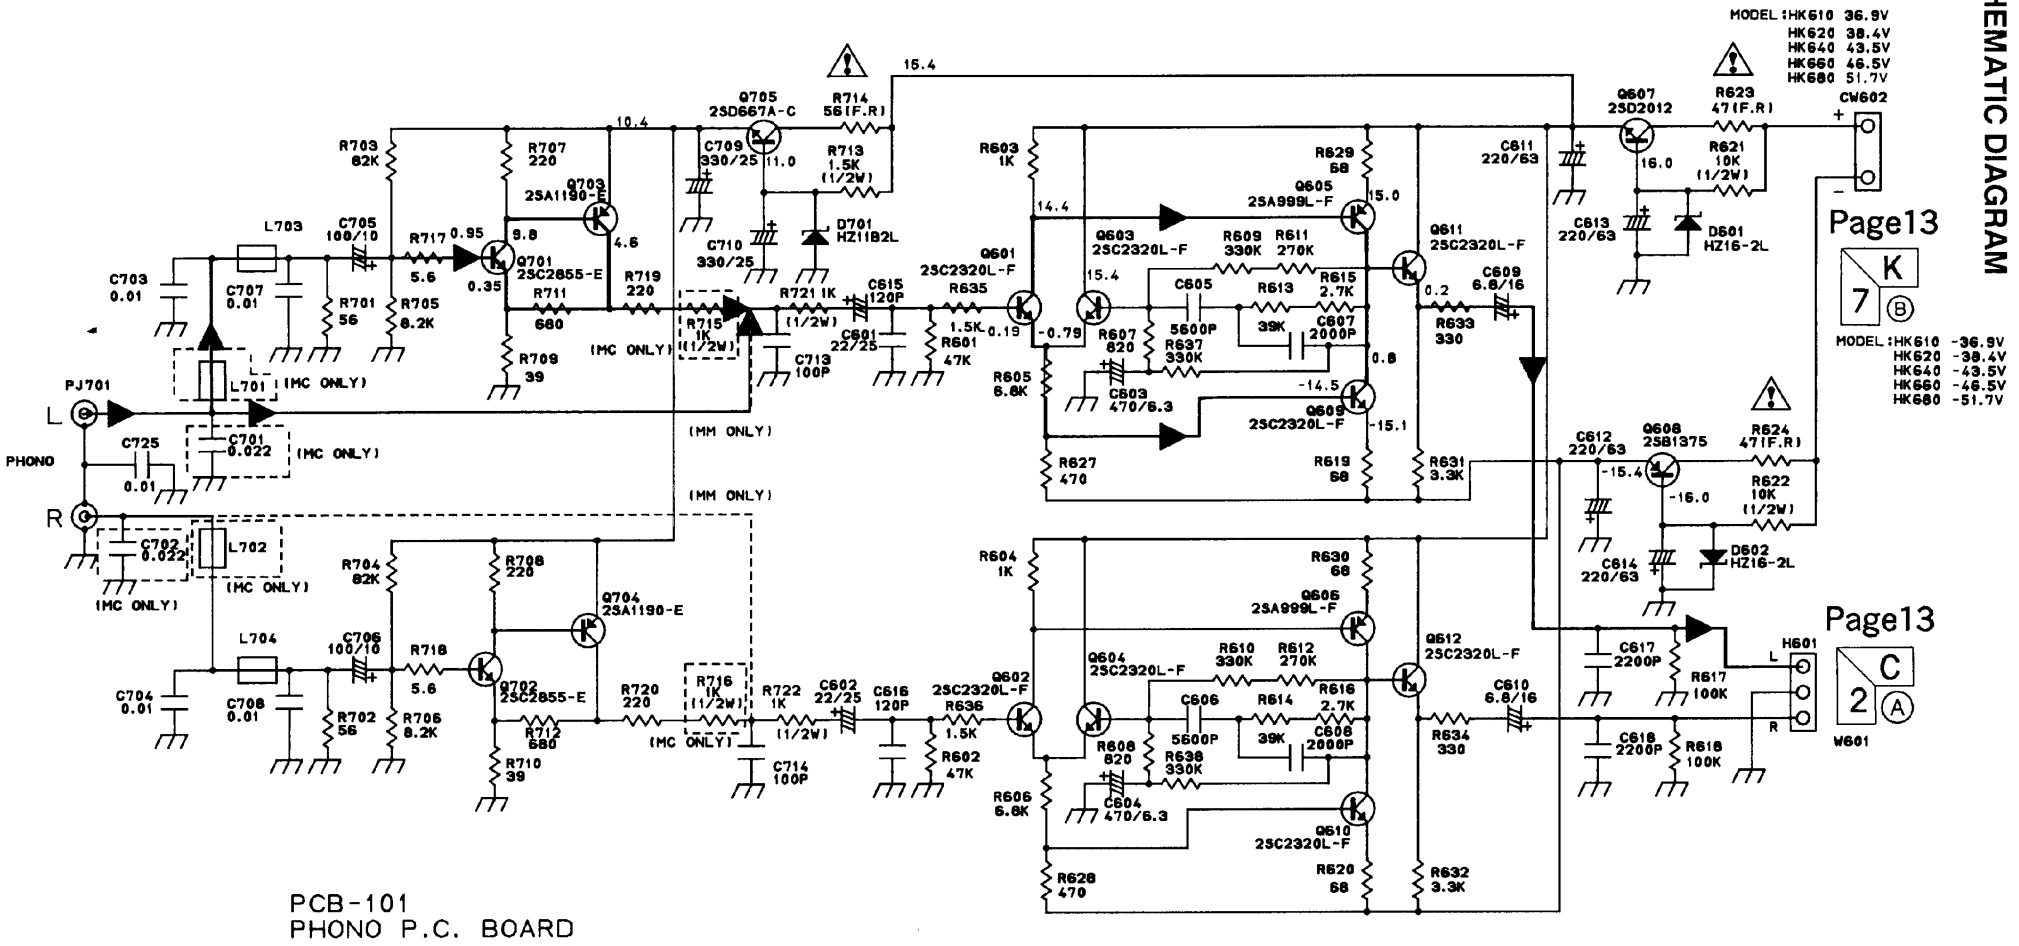 SCHEMATIC DIAGRAM
MODEL:HK610 36.9V
HK620 38.4V
HK640 43.5V
HK660 46.5V
HK680 51.7V
CW602
+
-
Page13
K
7
B
MODEL:HK610 -36.9V
HK620 -38.4V
HK640 -43.5V
HK660 -46.5V
HK680 -51.7V
15.4
Q705
2SD667A-C
R714
56(F.R)
R713
1.5K
(1/2W)
11.0
10.4
C709
330/25
C710
330/25
D701
HZ11B2L
R703
82K
R707
220
Q703
2SA1190-E
4.6
9.8
L703
C705
100/10
R717
5.6
0.95
Q701
2SC2855-E
0.35
C703
0.01
C707
0.01
R701
56
R705
8.2K
R711
680
R719
220
R709
39
(MC ONLY)
R715
1K
(1/2W)
R721 1K
(1/2W)
C713
100P
C615
120P
C601
22/25
R601
47K
R635
1.5K
Q601
2SC2320L-F
-0.19
-0.79
R603
1K
14.4
Q603
2SC2320L-F
15.4
R605
6.8K
R627
470
R607
820
R637
330K
C603
470/6.3
R609
330K
R611
270K
C605
5600P
R613
39K
R615
2.7K
C607
2000P
0.8
R629
68
Q605
2SA999L-F
15.0
-14.5
Q609
2SC2320L-F
-15.1
R619
68
R631
3.3K
Q611
2SC2320L-F
0.2
R633
330
C609
6.8/16
C611
220/63
Q607
2SD2012
16.0
R623
47(F.R)
R621
10K
(1/2W)
C613
220/63
D601
HZ16-2L
PJ701
L
PHONO
R
L701
(MC ONLY)
C701
0.022
(MC ONLY)
C725
0.01
(MM ONLY)
(MM ONLY)
C702
0.022
(MC ONLY)
L702
(MC ONLY)
C612
220/63
Q608
2SB1375
-15.4
-16.0
R624
47(F.R)
R622
10K
(1/2W)
C614
220/63
D602
HZ16-2L
R704
82K
R708
220
Q704
2SA1190-E
L704
C706
100/10
R718
5.6
Q702
2SC2855-E
C704
0.01
C708
0.01
R702
56
R706
8.2K
R712
680
R710
39
R720
220
R716
1K
(1/2W)
(MC ONLY)
R722
1K
(1/2W)
C714
100P
C602
22/25
C616
120P
R602
47K
R636
1.5K
Q602
2SC2320L-F
R604
1K
Q604
2SC2320L-F
R606
6.8K
R628
470
R608
820
R638
330K
C604
470/6.3
R610
330K
R612
270K
C606
5600P
R614
39K
R616
2.7K
C608
2000P
R630
68
Q606
2SA999L-F
Q610
2SC2320L-F
R620
68
R632
3.3K
Q612
2SC2320L-F
R634
330
C610
6.8/16
C617
2200P
R617
100K
C618
2200P
R618
100K
H601
L
R
W601
Page13
C
2
A
PCB-101
PHONO P.C. BOARD